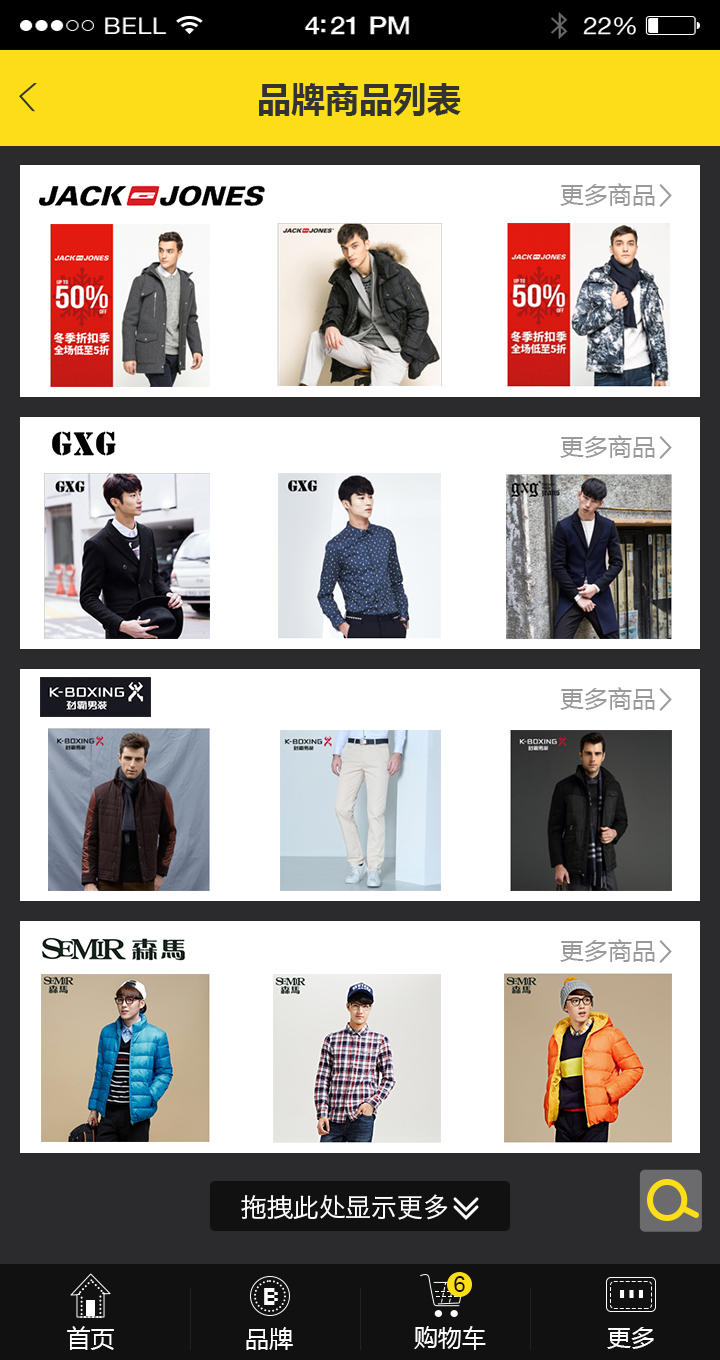 BELL
4:21 PM
22%
品牌商品列表
JACK JONES
更多商品
JACK JONES
UP TO
50%
OFF
冬季折扣季
全场低至5折
JACK JONES
JACK JONES
UP TO
50%
OFF
冬季折扣季
全场低至5折
GXG
更多商品
GXG
GXG
gxg
jeans
K-BOXING
劲霸男装
更多商品
K-BOXING
劲霸男装
K-BOXING
劲霸男装
K-BOXING
劲霸男装
SEMIR 森馬
更多商品
SEMIR
森馬
SEMIR
森馬
SEMIR
森馬
拖拽此处显示更多
B
6
首页
品牌
购物车
更多